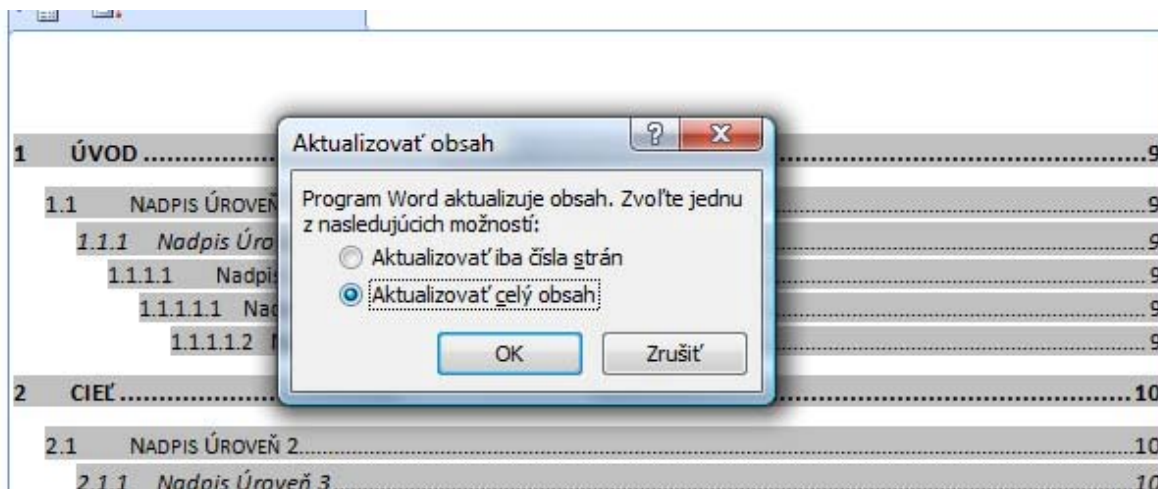 Aktualizovať obsah
Program Word aktualizuje obsah. Zvoľte jednu
z nasledujúcich možností:
Aktualizovať iba čísla strán
Aktualizovať celý obsah
OK Zrušiť
1 ÚVOD ........ 9
1.1 NADPIS ÚROVEŇ ........ 9
1.1.1 Nadpis ........ 9
1.1.1.1 ........ 9
1.1.1.1.1 ........ 9
1.1.1.1.2 ........ 9
2 CIEĽ ........ 10
2.1 NADPIS ÚROVEŇ 2........ 10
2.1.1 Nadpis Úroveň 3 ........ 10